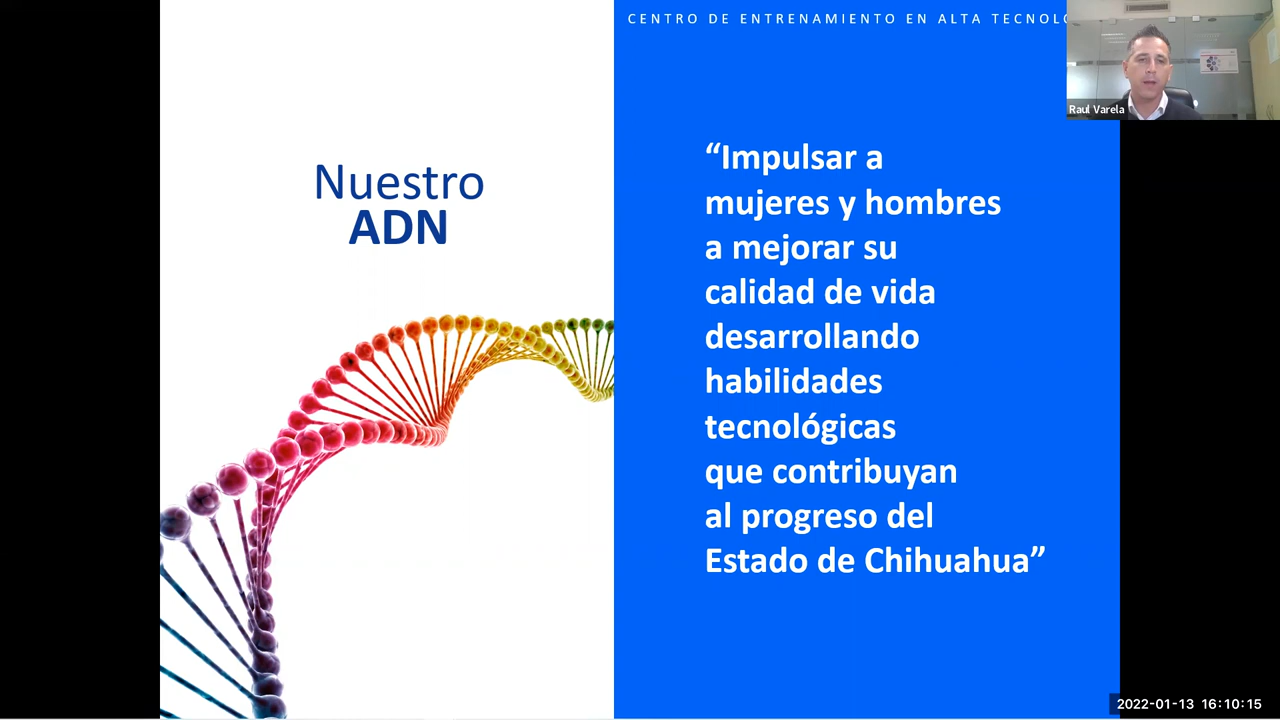 CENTRO DE ENTRENAMIENTO EN ALTA
Raul Varela
Nuestro
ADN
“Impulsar a
mujeres y hombres
a mejorar su
calidad de vida
desarrollando
habilidades
tecnológicas
que contribuyan
al progreso del
Estado de Chihuahua”
2022-01-13 16:10:15